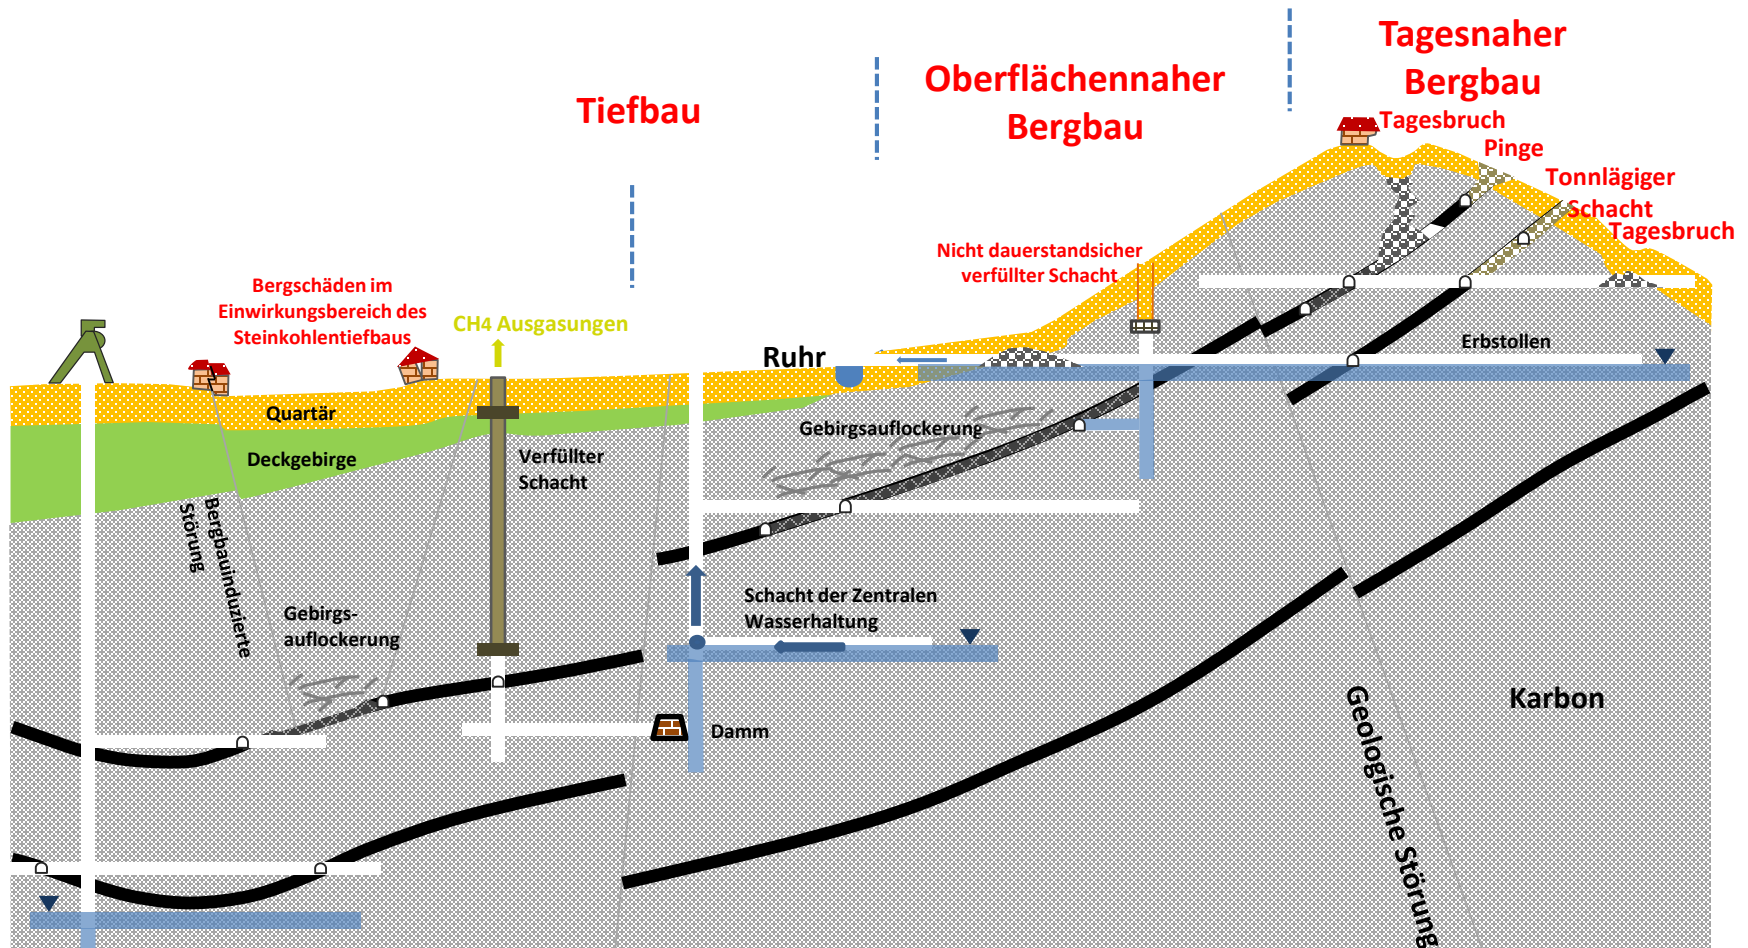 Tagesnaher
Bergbau
Oberflächennaher
Bergbau
Tiefbau
Tagesbruch
Pinge
Tonnlägiger
Schacht
Tagesbruch
Nicht dauerstandsicher
verfüllter Schacht
Bergschäden im
Einwirkungsbereich des
Steinkohlentiefbaus
CH4 Ausgasungen
Ruhr
Erbstollen
Quartär
Deckgebirge
Gebirgsauflockerung
Verfüllter
Schacht
Bergbauinduzierte
Störung
Gebirgs-
auflockerung
Schacht der Zentralen
Wasserhaltung
Damm
Karbon
Geologische Störung